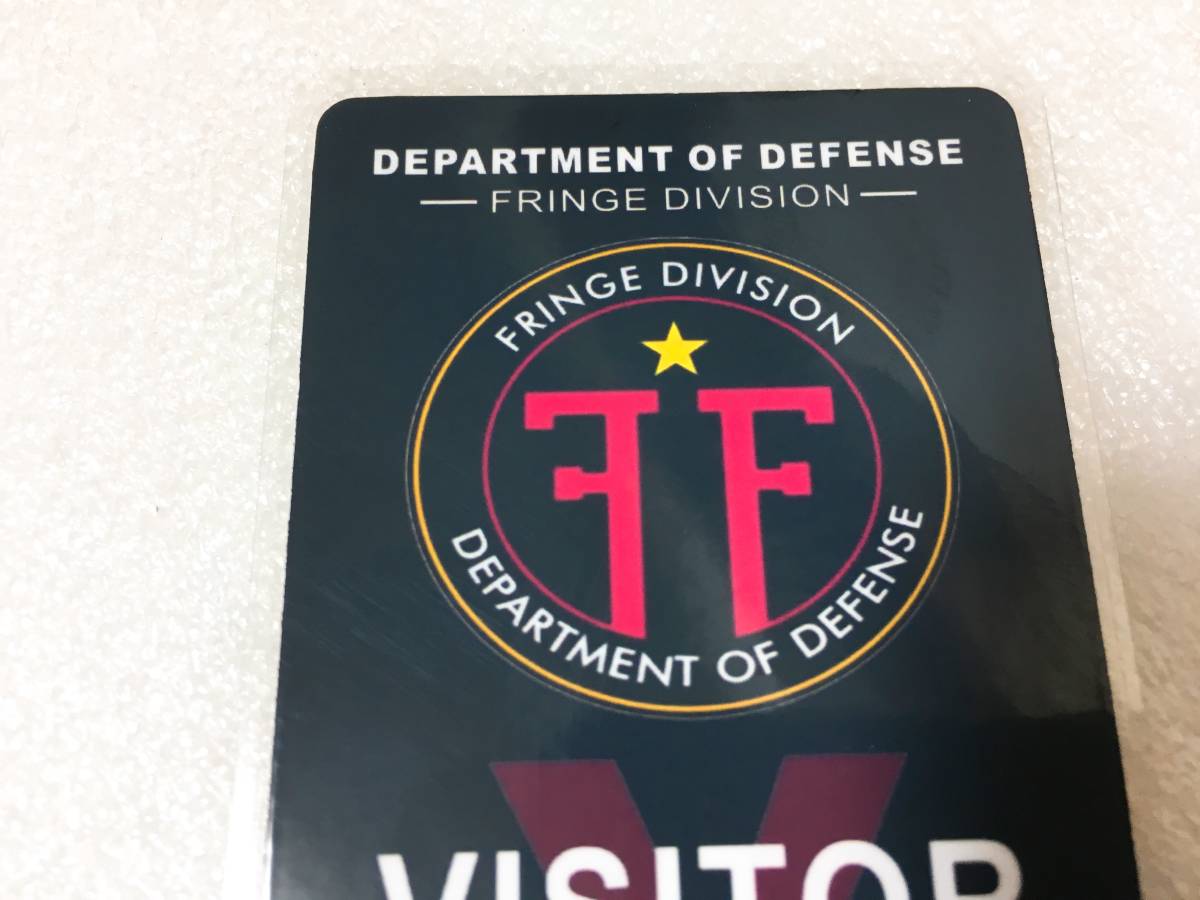 DEPARTMENT OF DEFENSE
FRINGE DIVISION
FRINGE DIVISION
FF
DEPARTMENT OF DEFENSE
V
VISITOR